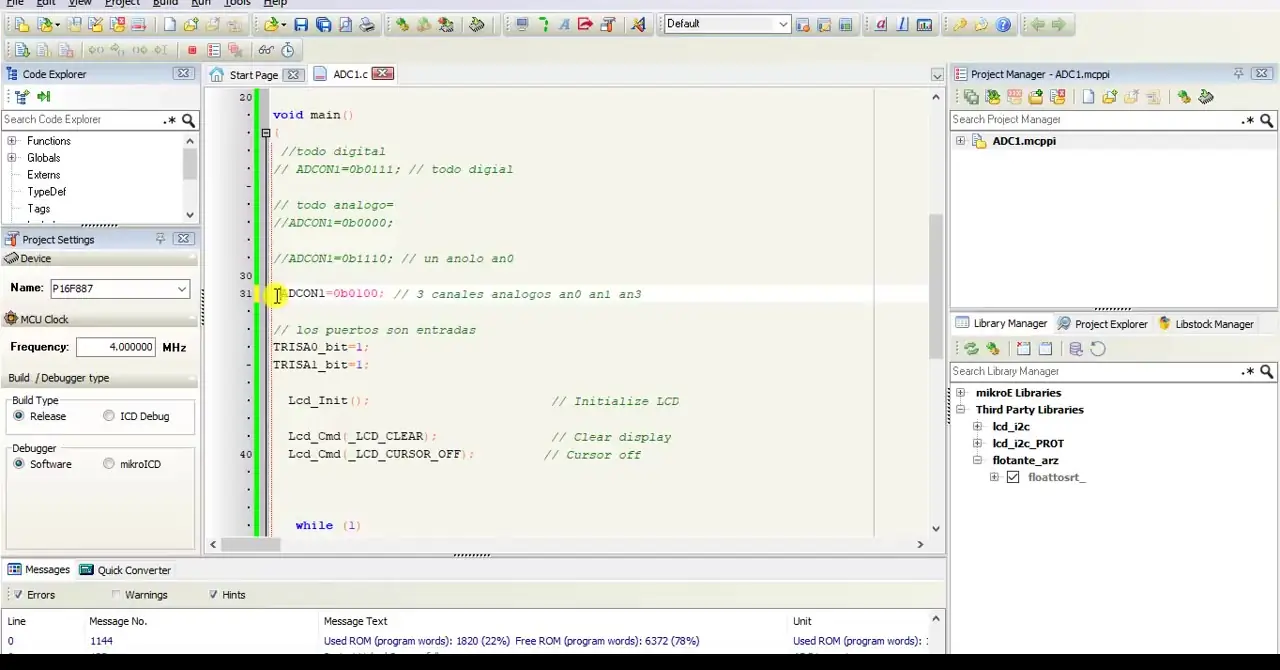 File Edit View Project Build Run Tools Help
Default
Code Explorer
Start Page
ADC1.c
Project Manager - ADC1.mcppi
Search Code Explorer
Search Project Manager
Functions
Globals
Externs
TypeDef
Tags
ADC1.mcppi
20
void main()
{
//todo digital
// ADCON1=0b0111; // todo digial
// todo analogo=
//ADCON1=0b0000;
//ADCON1=0b1110; // un anolo an0
30
31 ADCON1=0b0100; // 3 canales analogos an0 an1 an3
// los puertos son entradas
TRISA0_bit=1;
TRISA1_bit=1;
Lcd_Init(); // Initialize LCD
Lcd_Cmd(_LCD_CLEAR); // Clear display
40 Lcd_Cmd(_LCD_CURSOR_OFF); // Cursor off
while (1)
Project Settings
Device
Name: P16F887
MCU Clock
Frequency: 4.000000 MHz
Build / Debugger type
Build Type
Release ICD Debug
Debugger
Software mikroICD
Library Manager Project Explorer Libstock Manager
Search Library Manager
mikroE Libraries
Third Party Libraries
lcd_i2c
lcd_i2c_PROT
flotante_arz
floattosrt_
Messages Quick Converter
Errors Warnings Hints
Line Message No. Message Text Unit
0 1144 Used ROM (program words): 1820 (22%) Free ROM (program words): 6372 (78%) Used ROM (program words): 1